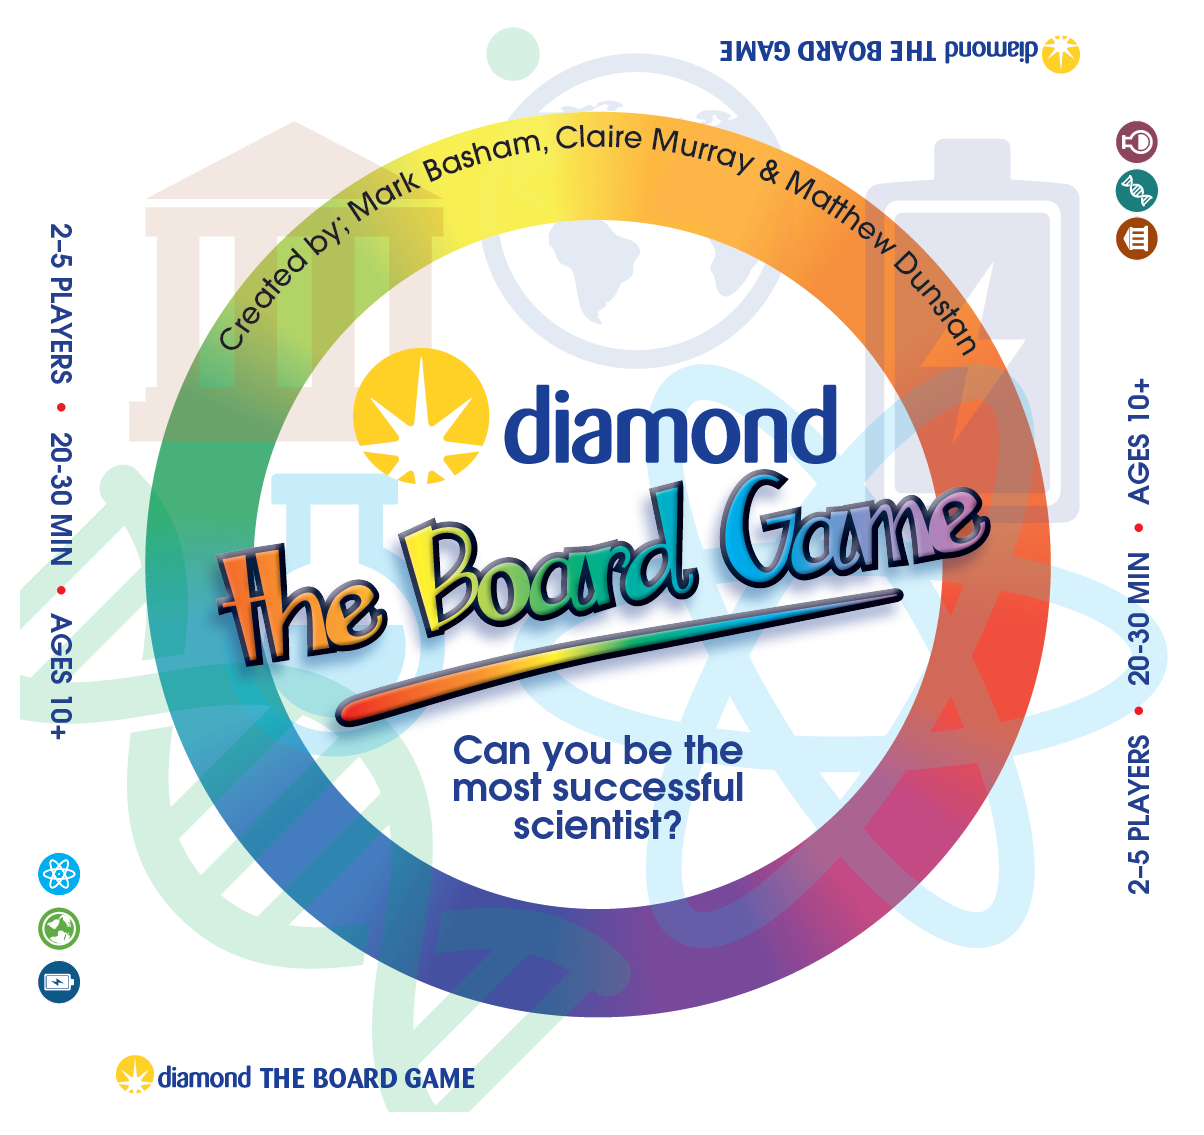 diamond THE BOARD GAME
Created by; Mark Basham, Claire Murray & Matthew Dunstan
2–5 PLAYERS • 20-30 MIN • AGES 10+
diamond
the Board Game
Can you be the
most successful
scientist?
2–5 PLAYERS • 20-30 MIN • AGES 10+
diamond THE BOARD GAME